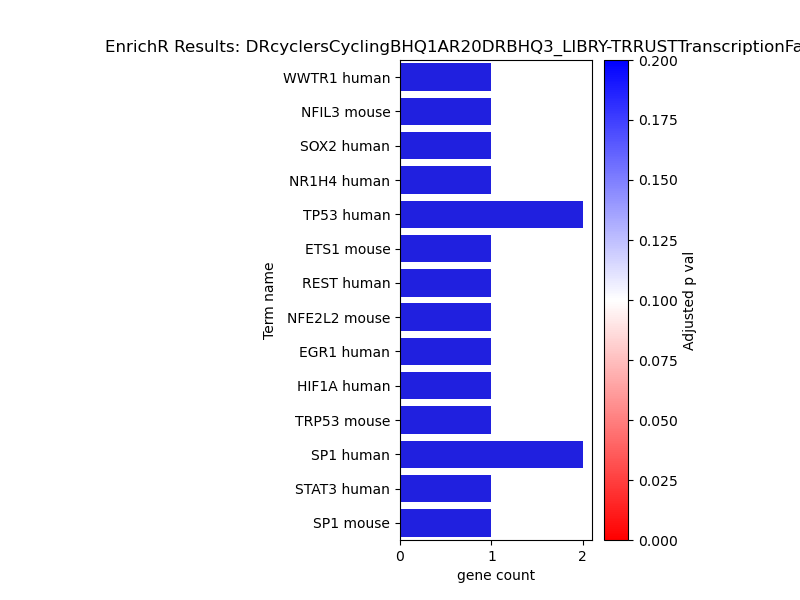 EnrichR Results: DRcyclersCyclingBHQ1AR20DRBHQ3_LIBRY-TRRUSTTranscriptionFa
WWTR1 human
NFIL3 mouse
SOX2 human
NR1H4 human
TP53 human
ETS1 mouse
REST human
NFE2L2 mouse
EGR1 human
HIF1A human
TRP53 mouse
SP1 human
STAT3 human
SP1 mouse
Term name
0 1 2
gene count
0.200
0.175
0.150
0.125
0.100
0.075
0.050
0.025
0.000
Adjusted p val